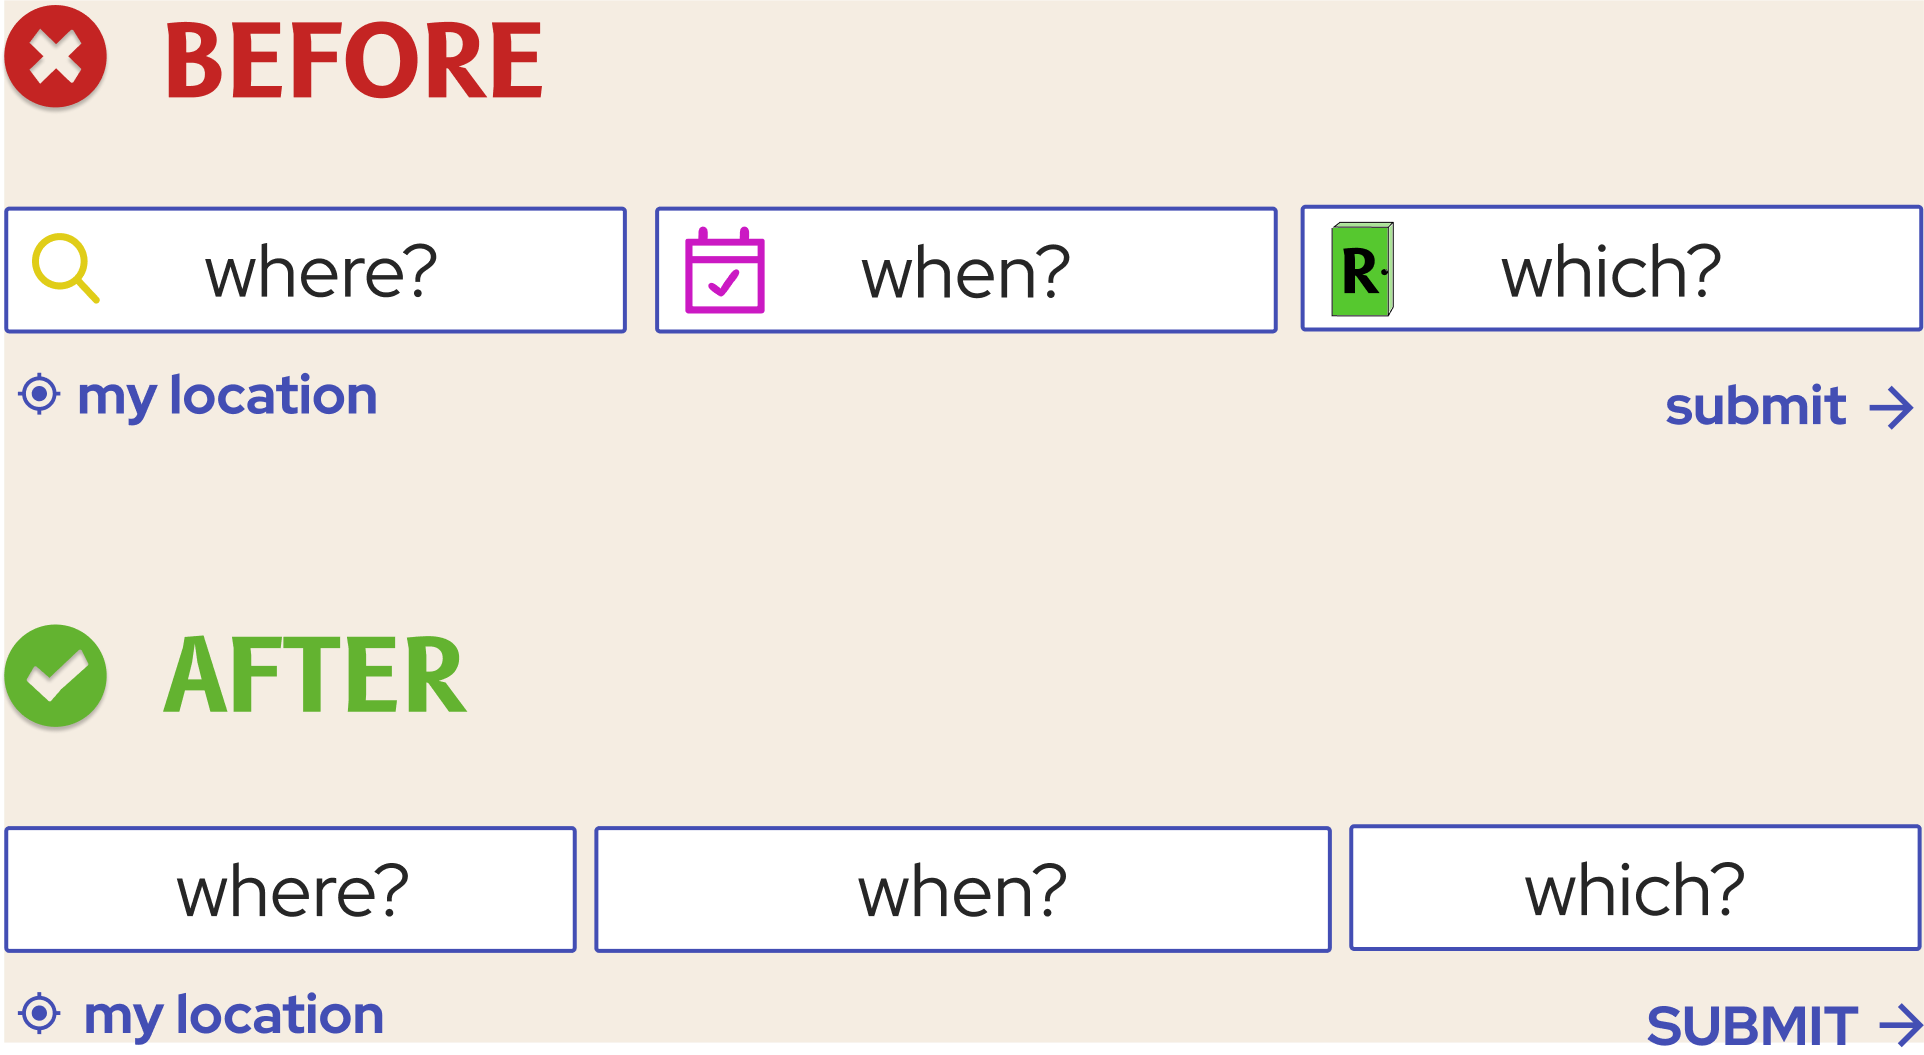 BEFORE
where? when? R. which?
my location submit
AFTER
where? when? which?
my location SUBMIT